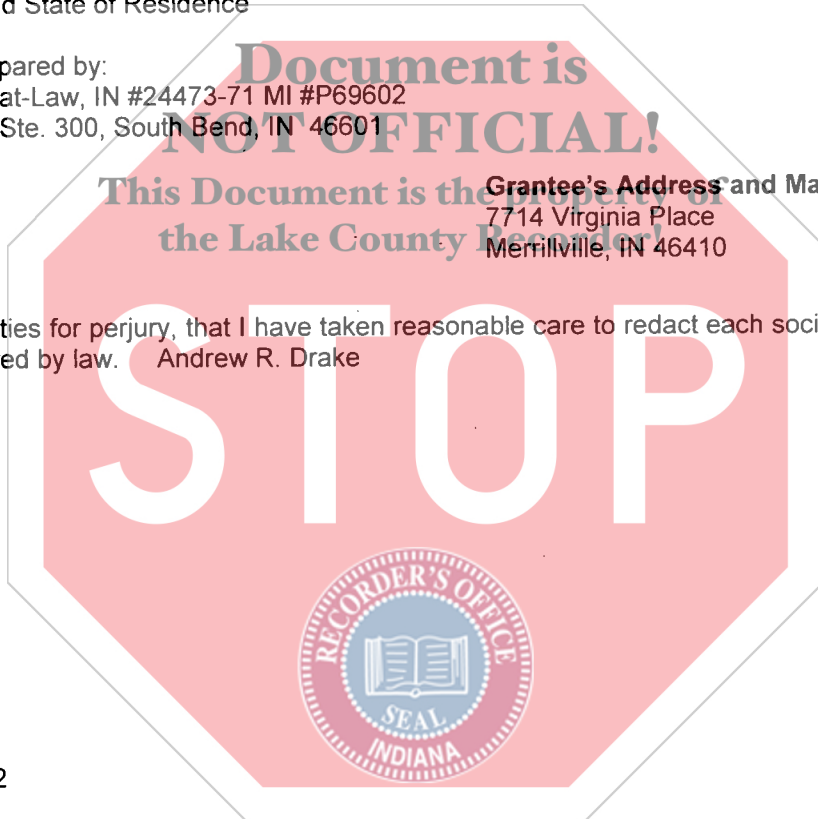 d State of Residence
pared by:
at-Law, IN #24473-71 MI #P69602
Ste. 300, South Bend, IN 46601
Document is
NOT OFFICIAL!
This Document is the property of
the Lake County Recorder!
Grantee's Address and Ma
7714 Virginia Place
Merrillville, IN 46410
ties for perjury, that I have taken reasonable care to redact each soci
ed by law. Andrew R. Drake
STOP
RECORDER'S OFFICE
SEAL
INDIANA
2